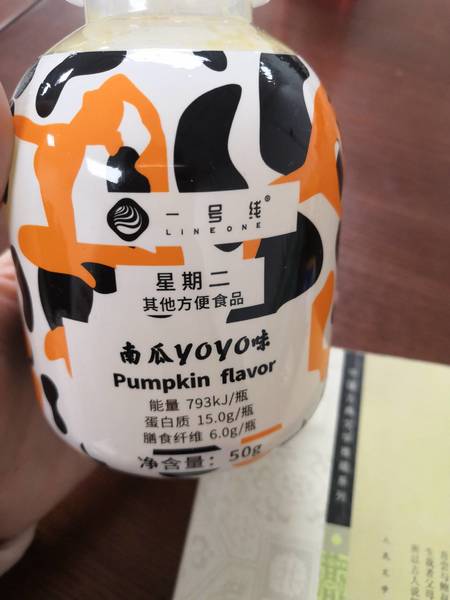 一号线®
LINEONE
星期二
其他方便食品
南瓜YOYO味
Pumpkin flavor
能量 793kJ/瓶
蛋白质 15.0g/瓶
膳食纤维 6.0g/瓶
净含量: 50g